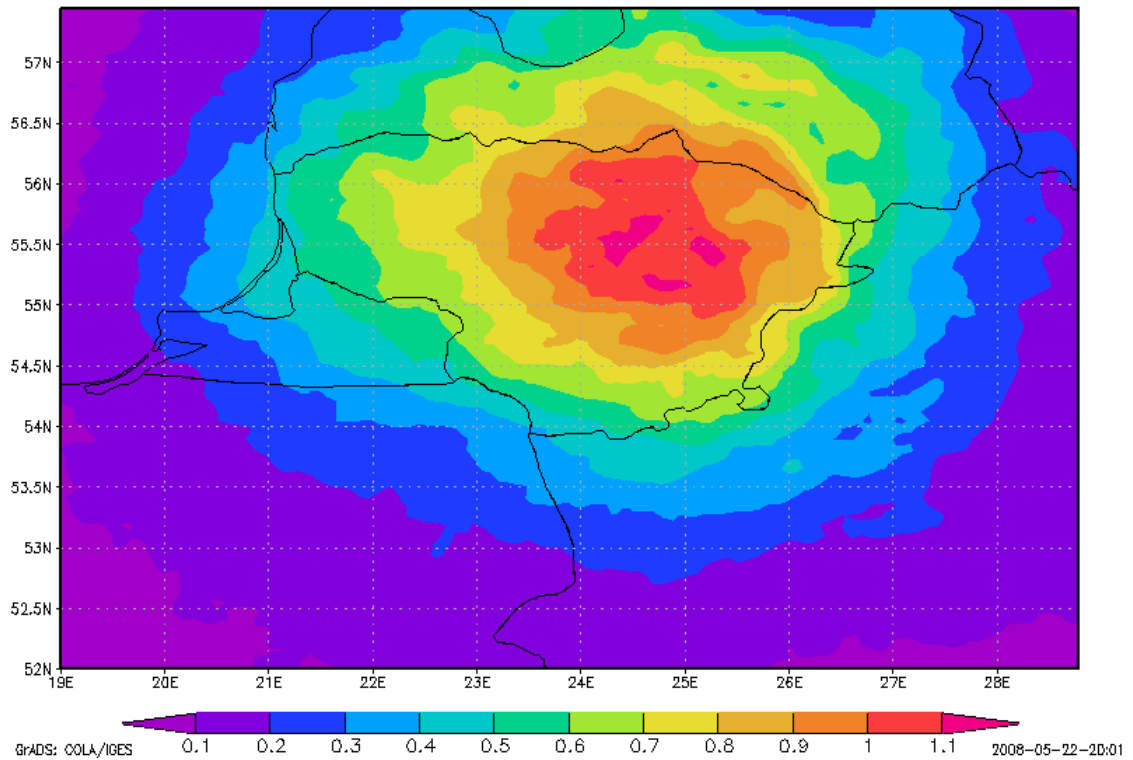 57N
56.5N
56N
55.5N
55N
54.5N
54N
53.5N
53N
52.5N
52N
19E 20E 21E 22E 23E 24E 25E 26E 27E 28E
0.1 0.2 0.3 0.4 0.5 0.6 0.7 0.8 0.9 1 1.1
GrADS: COLA/IGES 2008-05-22-20:01